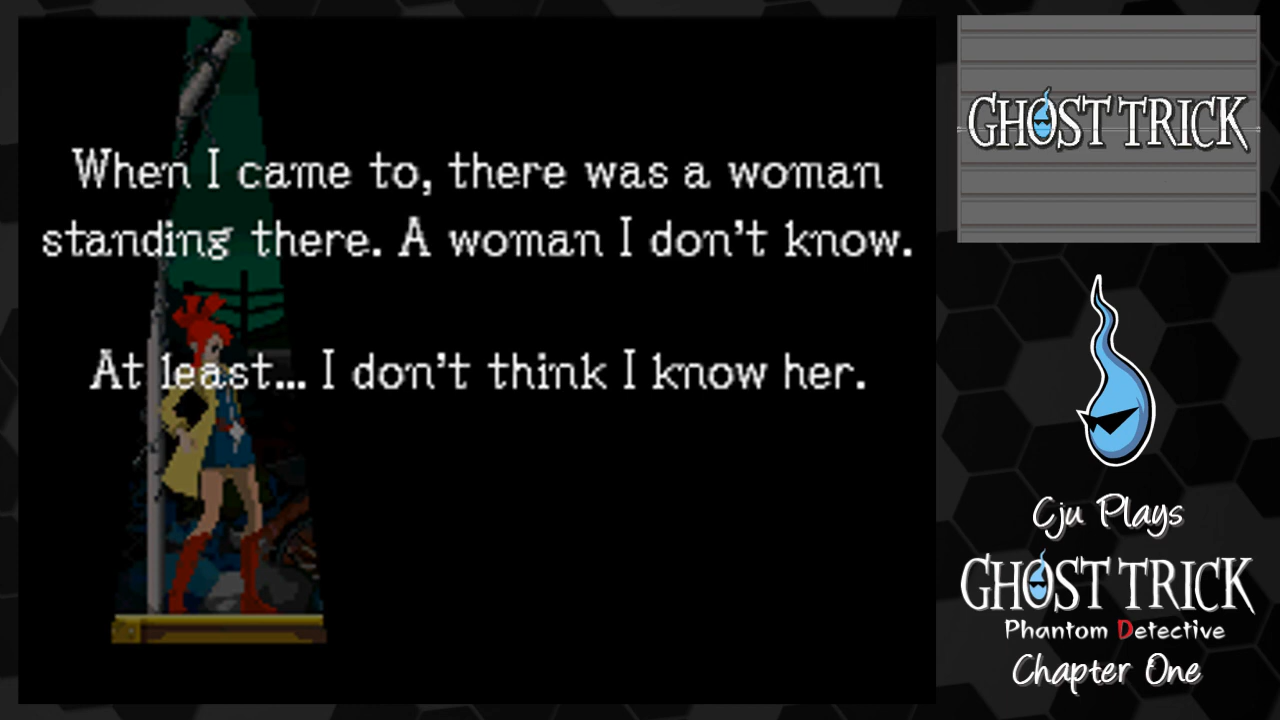 When I came to, there was a woman
standing there. A woman I don't know.
At least... I don't think I know her.
GHOST TRICK
Cju Plays
GHOST TRICK
Phantom Detective
Chapter One